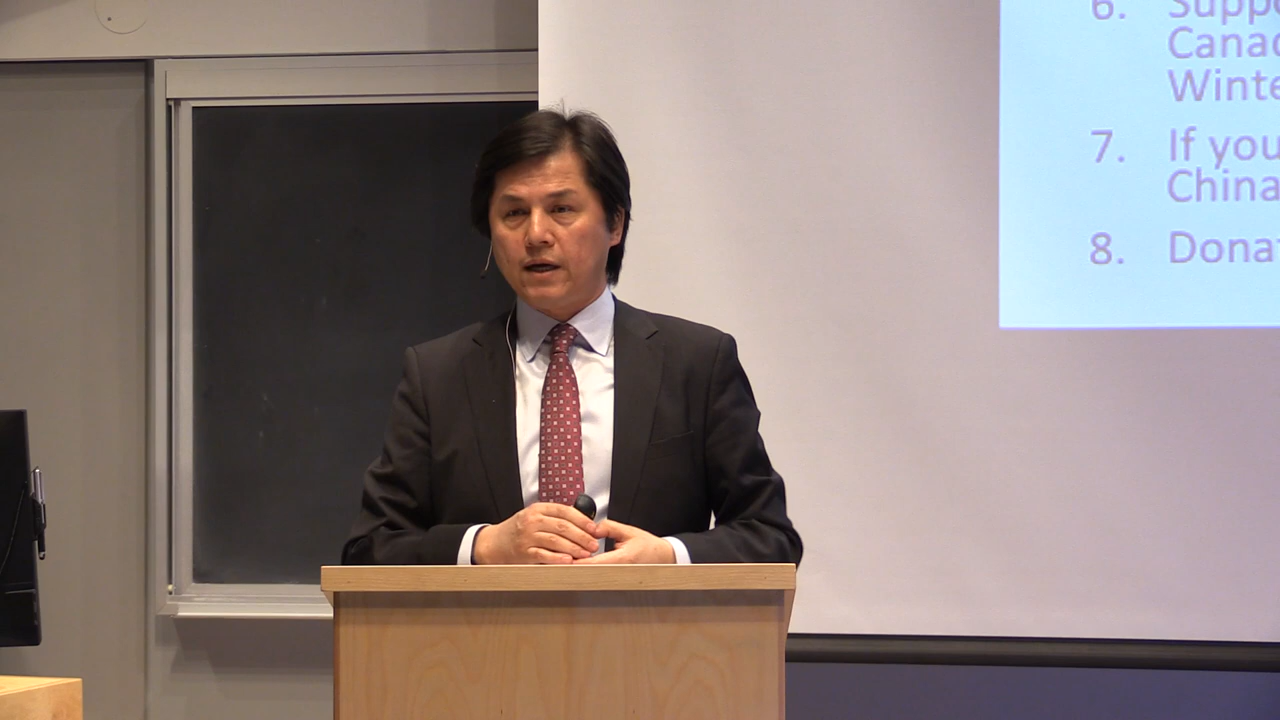 6. Suppo
Canad
Winte
7. If you
China
8. Dona